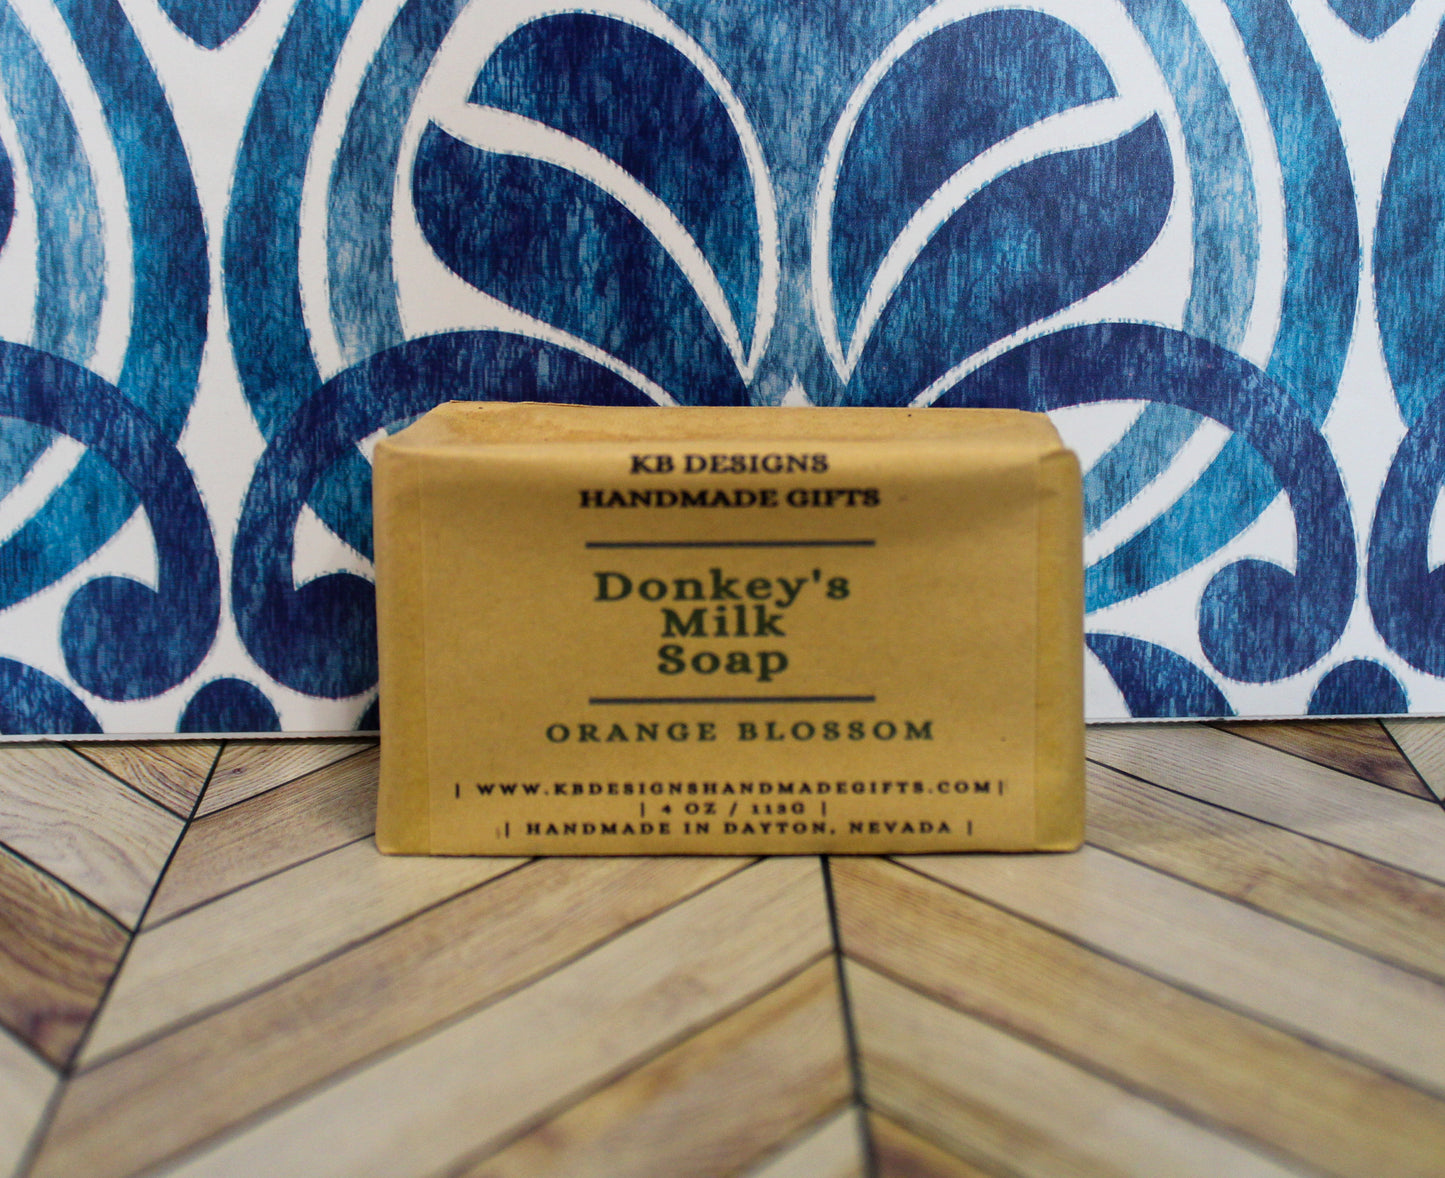 KB DESIGNS
HANDMADE GIFTS
Donkey's
Milk
Soap
ORANGE BLOSSOM
| WWW.KBDESIGNSHANDMADEGIFTS.COM|
| 4 OZ / 113G |
| HANDMADE IN DAYTON, NEVADA |